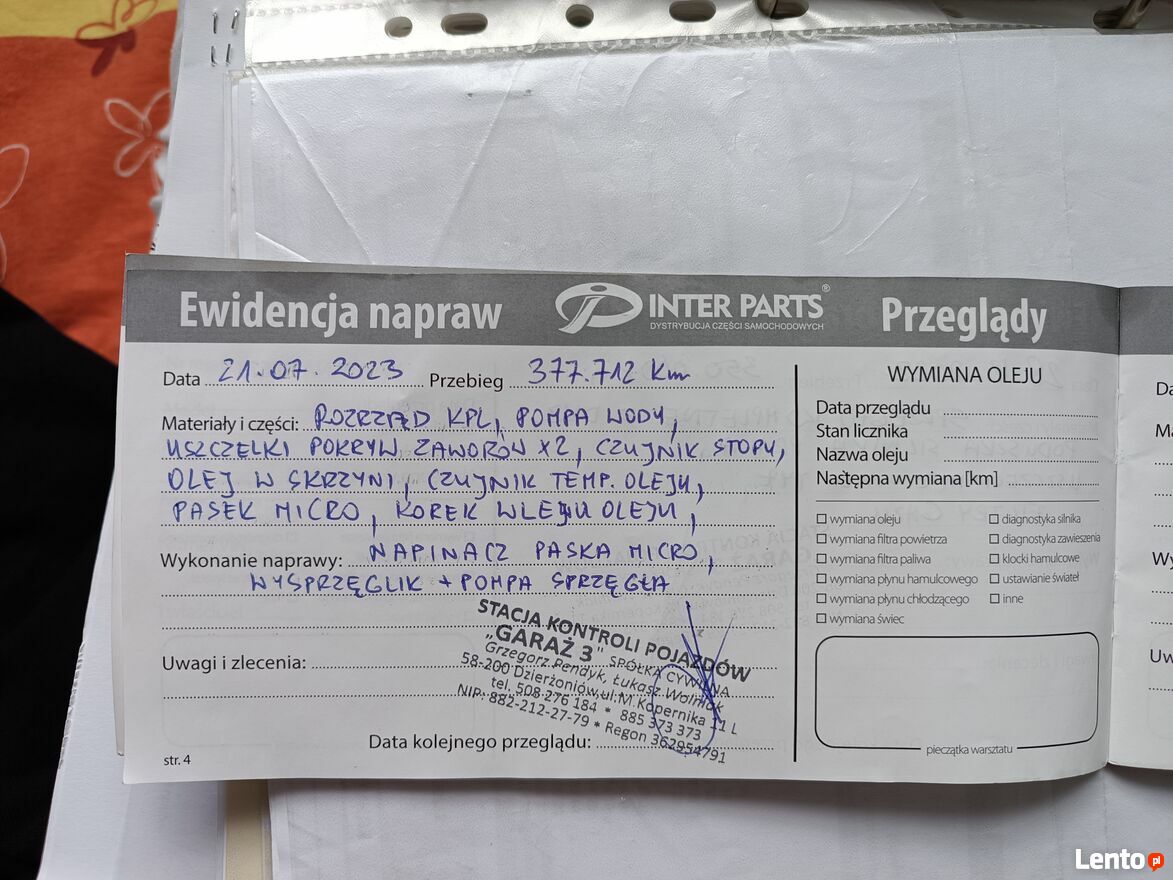 Ewidencja napraw
INTER PARTS®
DYSTRYBUCJA CZĘŚCI SAMOCHODOWYCH
Data 21.07.2023 Przebieg 377.712 Km
Materiały i części: ROZRZĄD KPL, POMPA WODY,
USZCZELKI POKRYW ZAWORÓW X2, CZUJNIK STOPU,
OLEJ W SKRZYNI, CZUJNIK TEMP. OLEJU,
PASEK MICRO, KOREK WLEWU OLEJU,
Wykonanie naprawy: NAPINACZ PASKA MICRO,
WYSPRZĘGLIK + POMPA SPRZĘGŁA
Uwagi i zlecenia:
STACJA KONTROLI POJAZDÓW
„GARAŻ 3" SPÓŁKA CYWILNA
Grzegorz Pendyk, Łukasz Wolniak
58-200 Dzierżoniów, ul. M. Kopernika 11 L
tel. 508 276 184 * 885 373 373
NIP: 882-212-27-79 * Regon 362954791
Data kolejnego przeglądu:
str. 4
Przeglądy
WYMIANA OLEJU
Data przeglądu
Stan licznika
Nazwa oleju
Następna wymiana [km]
wymiana oleju
wymiana filtra powietrza
wymiana filtra paliwa
wymiana płynu hamulcowego
wymiana płynu chłodzącego
wymiana świec
diagnostyka silnika
diagnostyka zawieszenia
klocki hamulcowe
ustawianie świateł
inne
pieczątka warsztatu
Da
Ma
Wy
Uw
Lento.pl